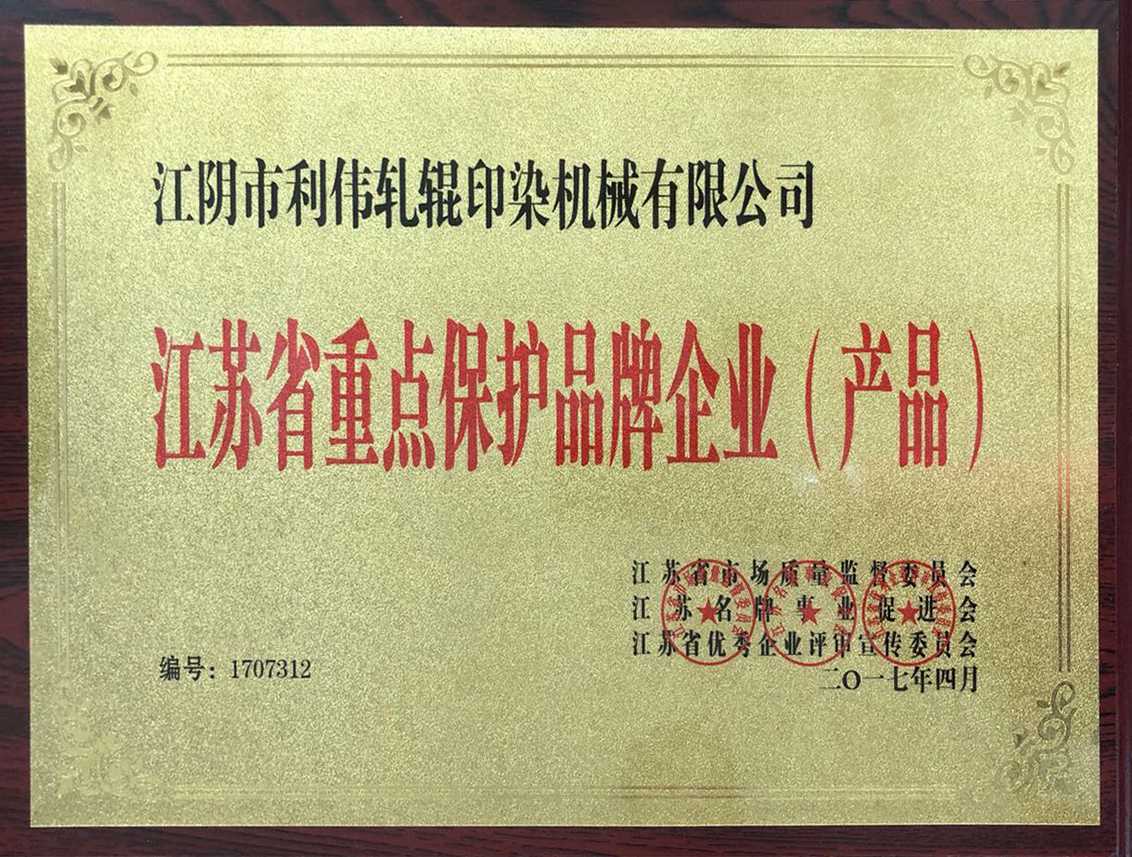 江阴市利伟轧辊印染机械有限公司
江苏省重点保护品牌企业（产品）
江苏省市场质量监督委员会
江苏名牌事业促进会
江苏省优秀企业评审宣传委员会
编号：1707312
二〇一七年四月